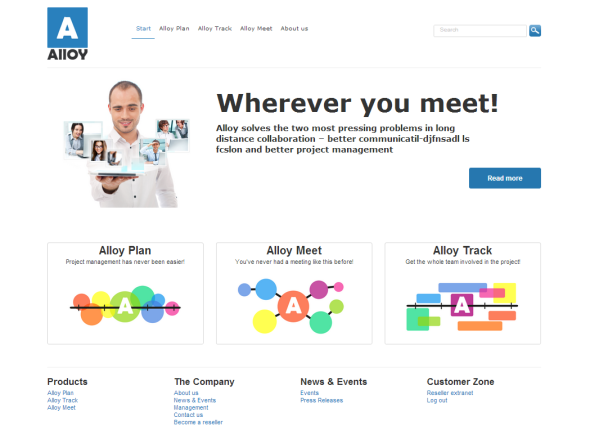 A
Alloy
Start Alloy Plan Alloy Track Alloy Meet About us
Search
Wherever you meet!
Alloy solves the two most pressing problems in long
distance collaboration – better communicatil-djfnsadl ls
fcslon and better project management
Read more
Alloy Plan
Project management has never been easier!
A
Alloy Meet
You've never had a meeting like this before!
A
Alloy Track
Get the whole team involved in the project!
A
Products
Alloy Plan
Alloy Track
Alloy Meet
The Company
About us
News & Events
Management
Contact us
Become a reseller
News & Events
Events
Press Releases
Customer Zone
Reseller extranet
Log out